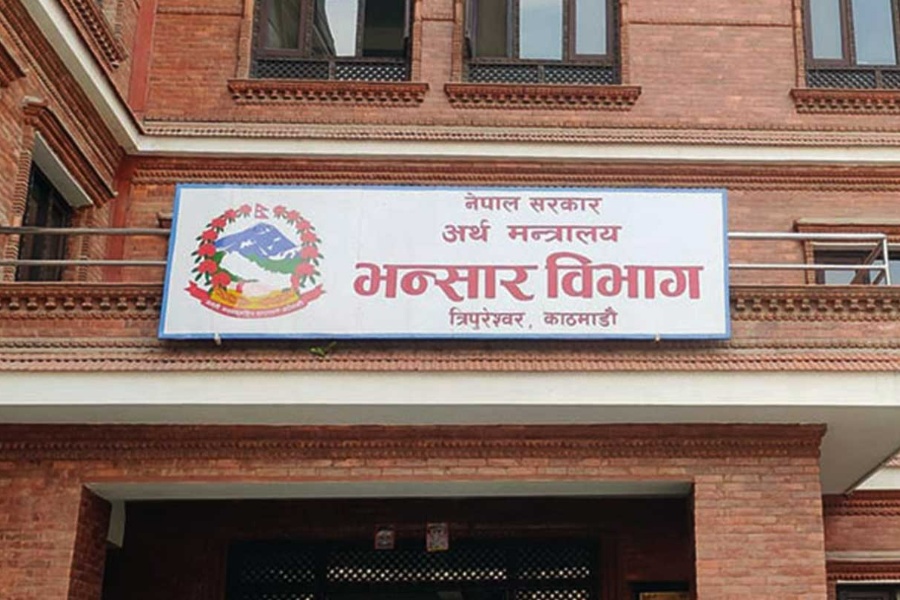 नेपाल सरकार
अर्थ मन्त्रालय
भन्सार विभाग
त्रिपुरेश्वर, काठमाडौ